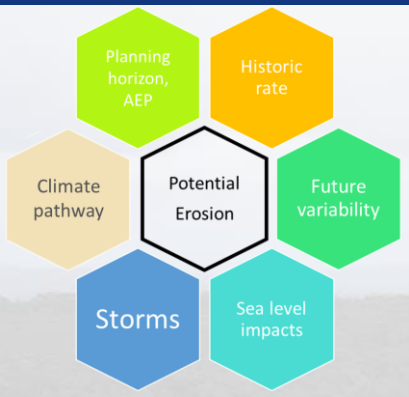 Planning
horizon,
AEP
Historic
rate
Climate
pathway
Potential
Erosion
Future
variability
Storms
Sea level
impacts